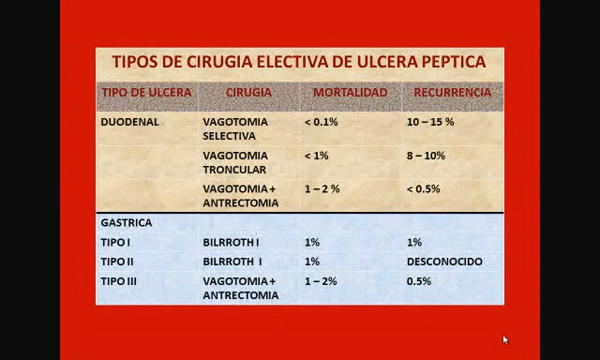 TIPOS DE CIRUGIA ELECTIVA DE ULCERA PEPTICA
TIPO DE ULCERA CIRUGIA MORTALIDAD RECURRENCIA
DUODENAL VAGOTOMIA SELECTIVA < 0.1% 10 – 15 %
VAGOTOMIA TRONCULAR < 1% 8 – 10%
VAGOTOMIA + ANTRECTOMIA 1 – 2 % < 0.5%
GASTRICA
TIPO I BILRROTH I 1% 1%
TIPO II BILRROTH I 1% DESCONOCIDO
TIPO III VAGOTOMIA + ANTRECTOMIA 1 – 2% 0.5%